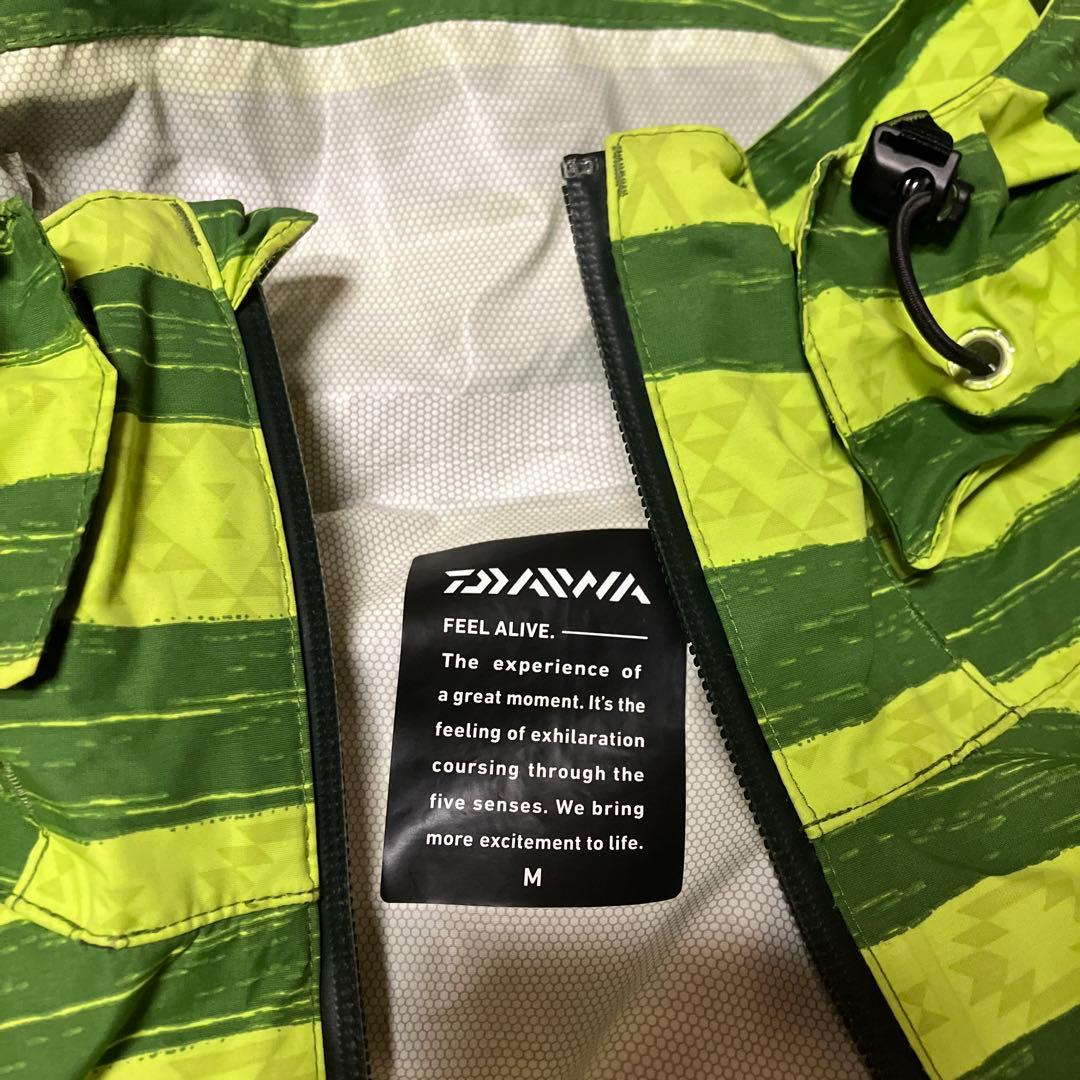 DAIWA
FEEL ALIVE.
The experience of
a great moment. It's the
feeling of exhilaration
coursing through the
five senses. We bring
more excitement to life.
M